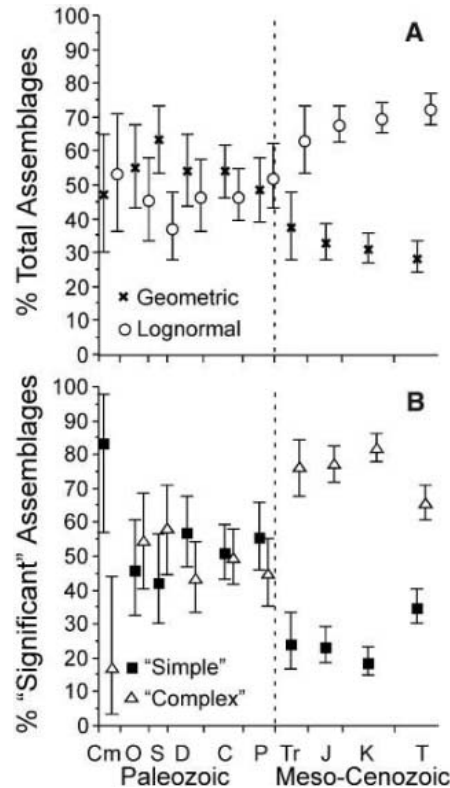 A
% Total Assemblages
100
90
80
70
60
50
40
30
20
10
0
Geometric
Lognormal
B
% "Significant" Assemblages
100
90
80
70
60
50
40
30
20
10
0
"Simple"
"Complex"
Cm O S D C P Tr J K T
Paleozoic Meso-Cenozoic